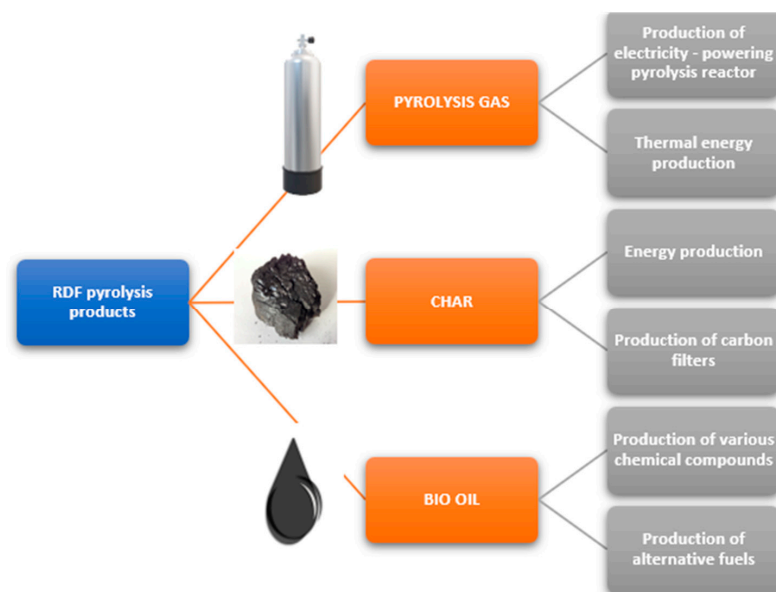 Production of
electricity - powering
pyrolysis reactor
PYROLYSIS GAS
Thermal energy
production
Energy production
RDF pyrolysis
products
CHAR
Production of carbon
filters
Production of various
chemical compounds
BIO OIL
Production of
alternative fuels